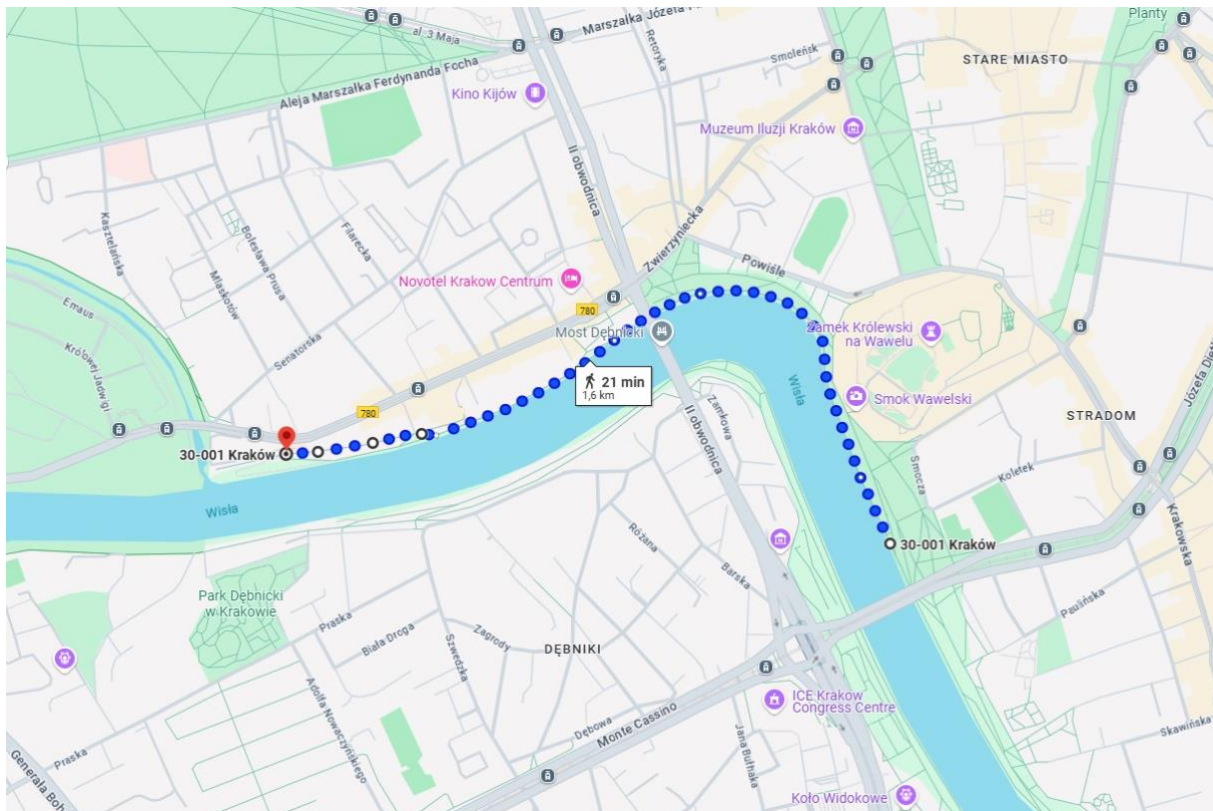 Marszałka Józefa
Planty
al. 3 Maja
Retoryka
Smoleńsk
STARE MIASTO
Aleja Marszałka Ferdynanda Focha
Kino Kijów
Muzeum Iluzji Kraków
II obwodnica
Kasztelańska
Bolesława Prusa
Filarecka
Mlaskotów
Zwierzyniecka
Powiśle
Novotel Krakow Centrum
Emaus
780
Senatorska
Most Dębnicki
Zamek Królewski
na Wawelu
Królowej Jadwigi
21 min
1,6 km
Wisła
Smok Wawelski
Józefa Dietla
780
Zamkowa
II obwodnica
STRADOM
30-001 Kraków
Smocza
Koletek
Wisła
30-001 Kraków
Krakowska
Różana
Barska
Park Dębnicki
w Krakowie
Praska
Biała Droga
Zagrody
Szwedzka
DĘBNIKI
Paulińska
Adolfa Nowaczyńskiego
Dębowa
Monte Cassino
ICE Krakow
Congress Centre
Jana Bułhaka
Skawińska
Praska
Generała Boh
Koło Widokowe